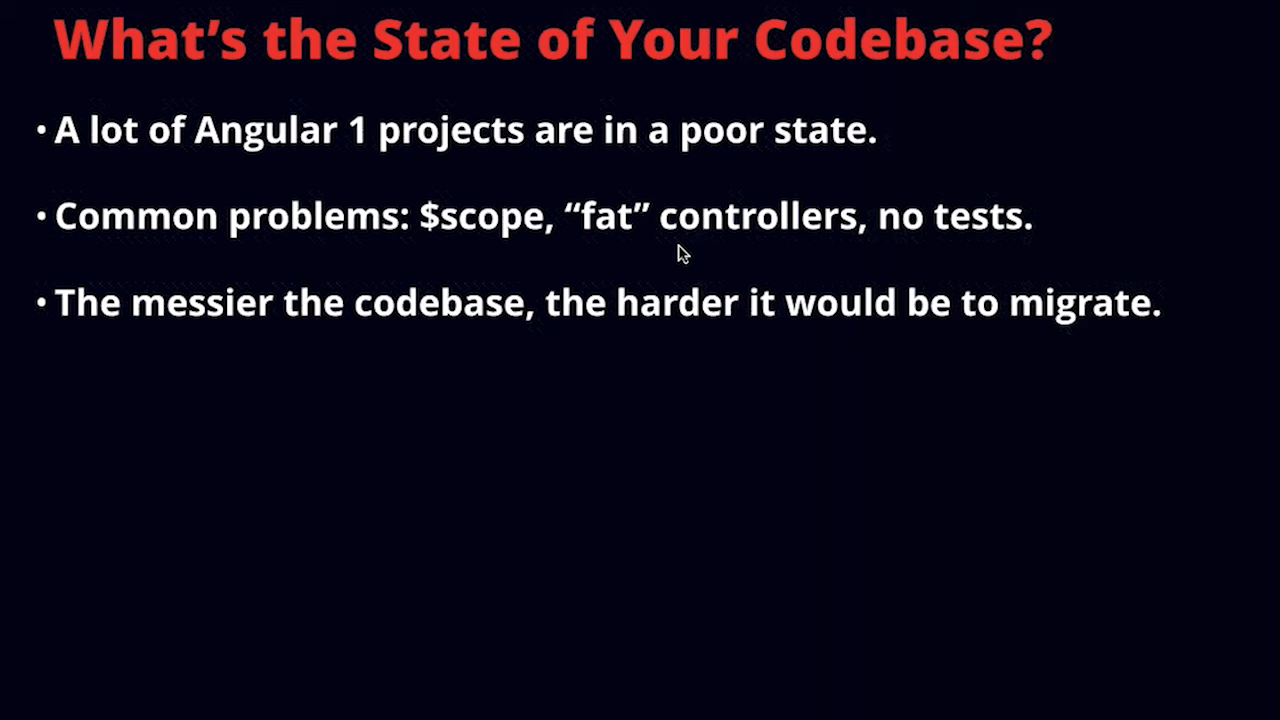 What’s the State of Your Codebase?
• A lot of Angular 1 projects are in a poor state.
• Common problems: $scope, “fat” controllers, no tests.
• The messier the codebase, the harder it would be to migrate.